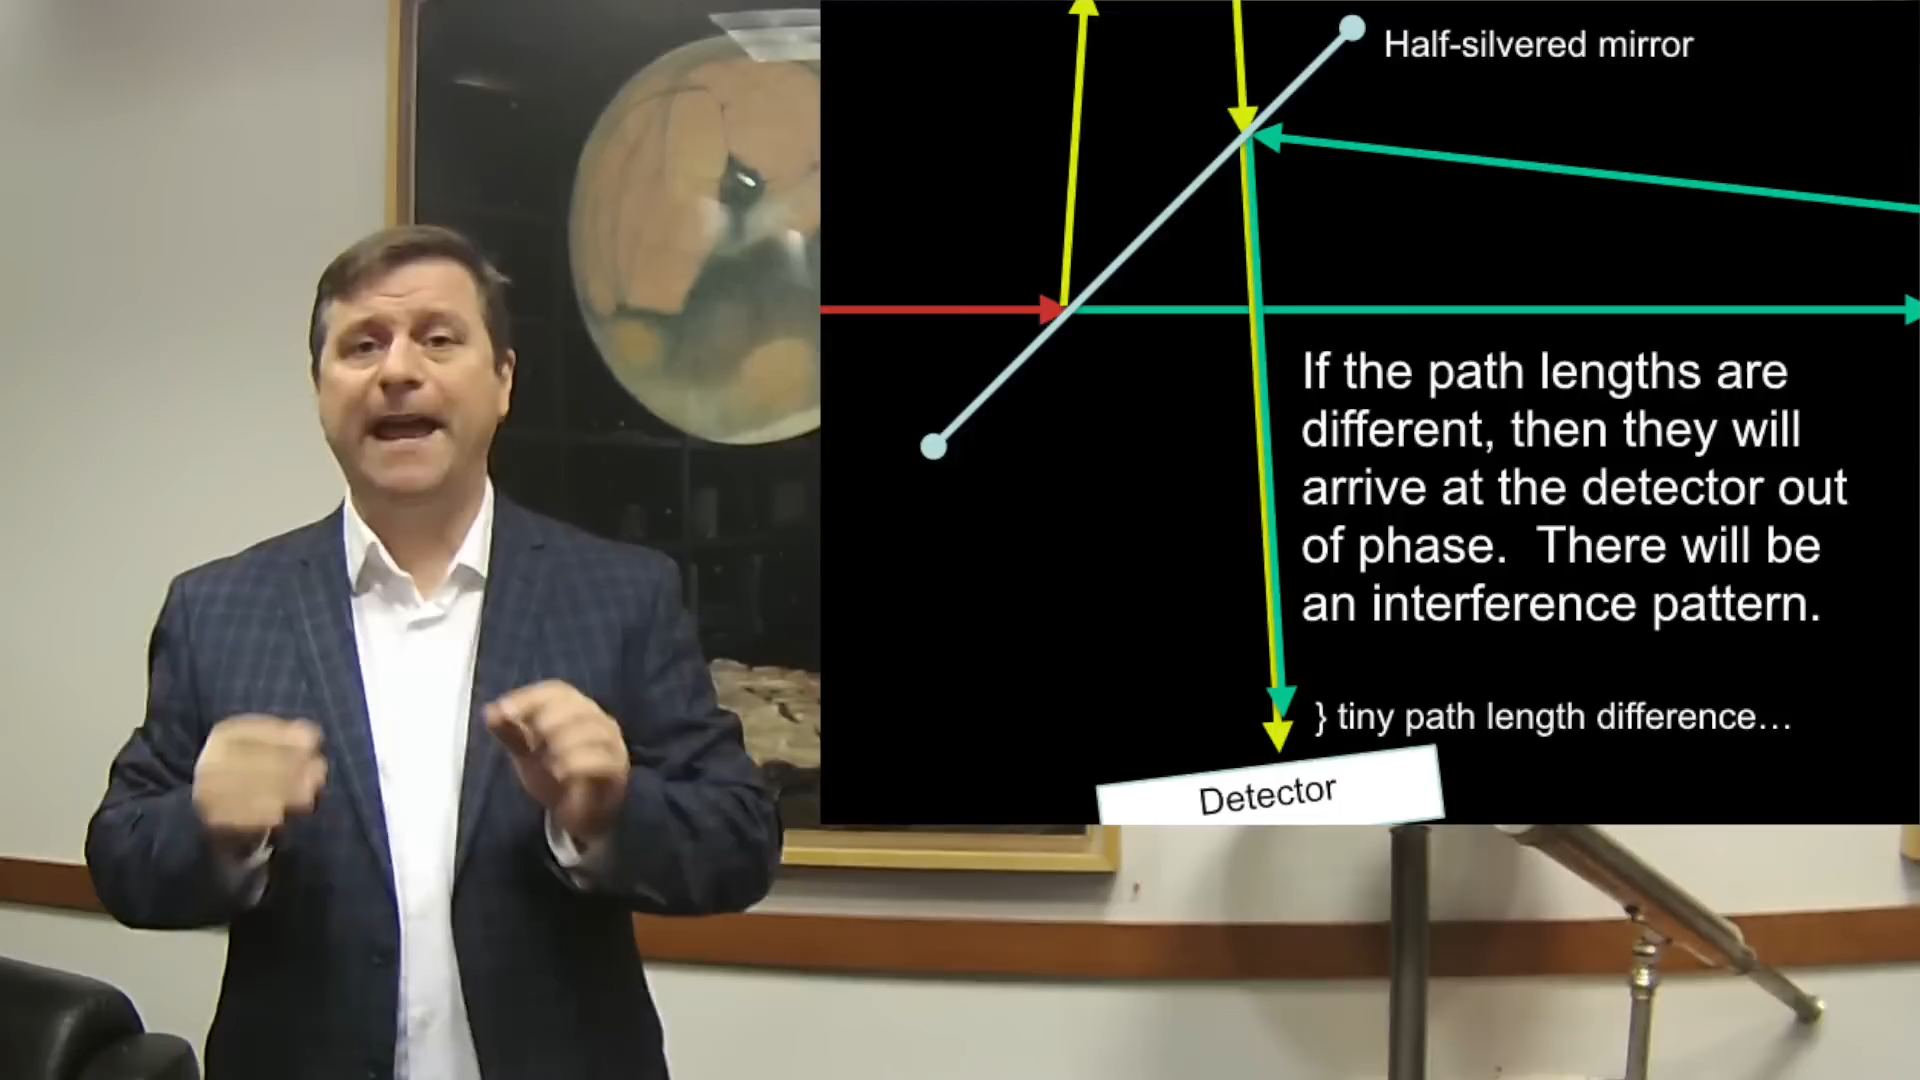 Half-silvered mirror
If the path lengths are
different, then they will
arrive at the detector out
of phase.  There will be
an interference pattern.
} tiny path length difference…
Detector